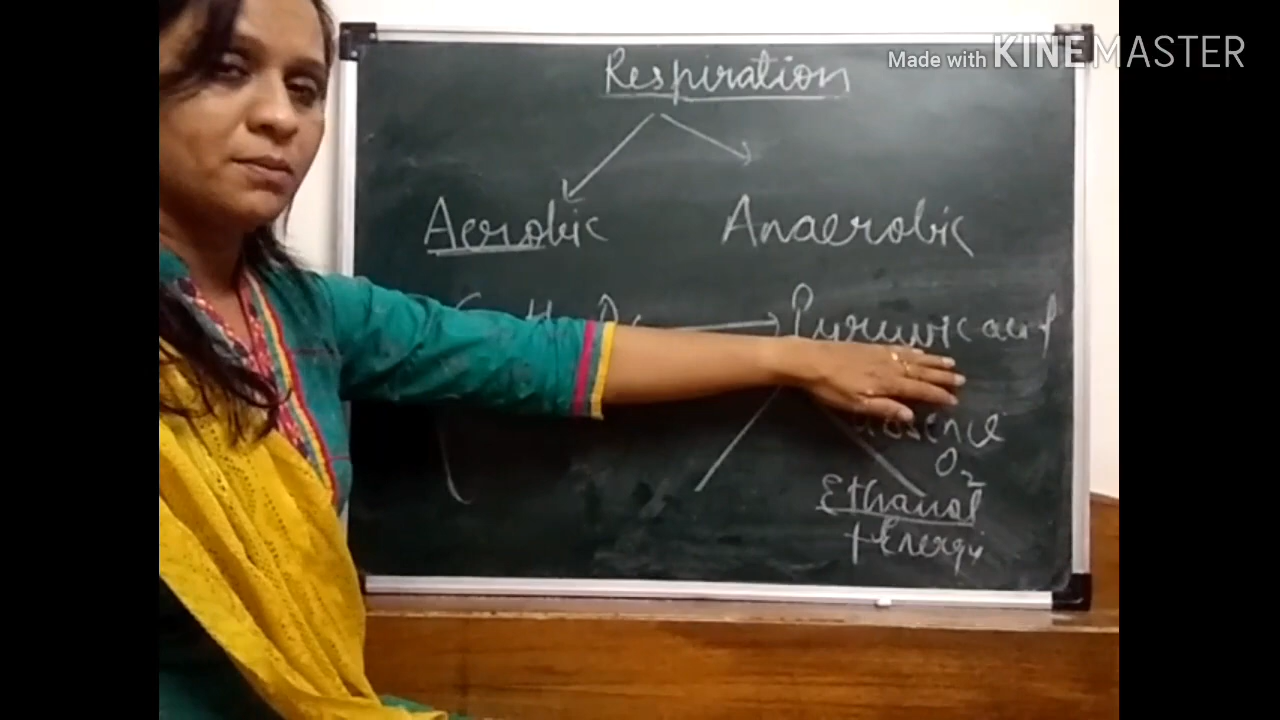 Made with KINEMASTER
Respiration
Aerobic Anaerobic
Pyruvic acid
O2
Ethanol
+ Energy